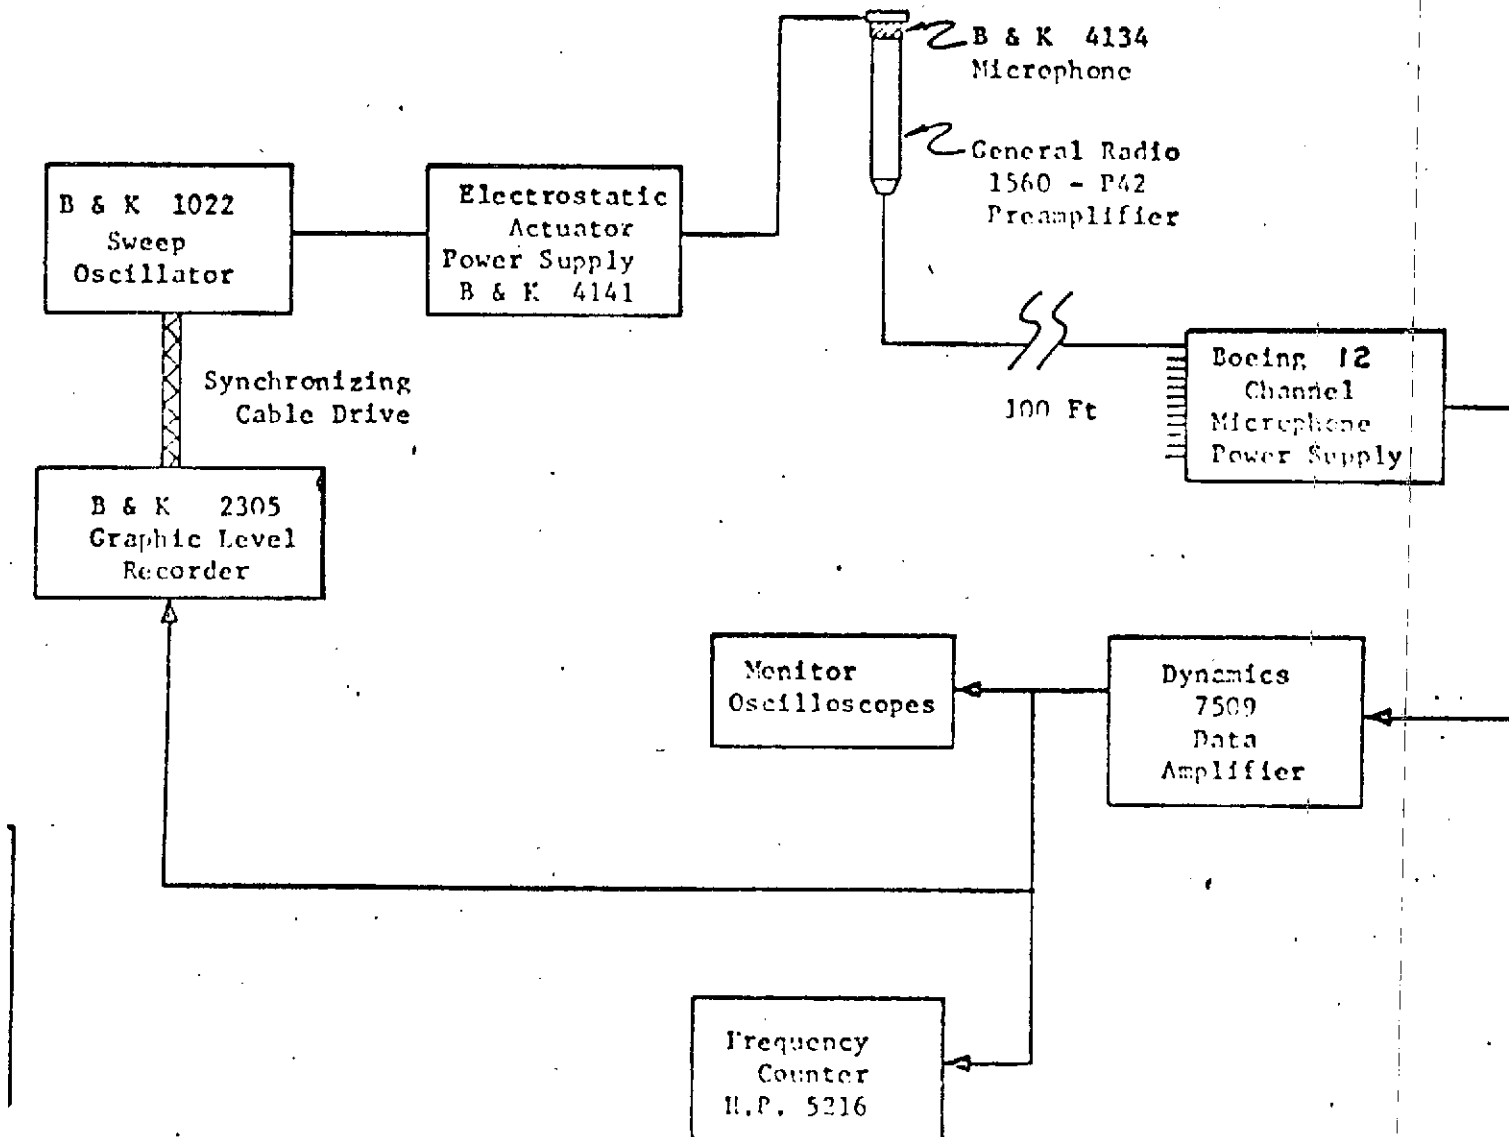 B & K 4134
Microphone
General Radio
1560 - P42
Preamplifier
B & K 1022
Sweep
Oscillator
Electrostatic
Actuator
Power Supply
B & K 4141
Synchronizing
Cable Drive
100 Ft
Boeing 12
Channel
Microphone
Power Supply
B & K 2305
Graphic Level
Recorder
Monitor
Oscilloscopes
Dynamics
7509
Data
Amplifier
Frequency
Counter
H.P. 5216